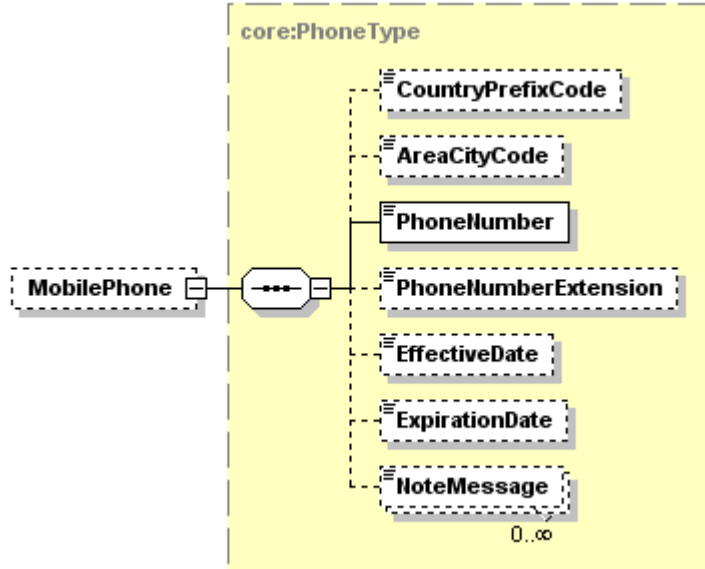 core:PhoneType
CountryPrefixCode
AreaCityCode
PhoneNumber
MobilePhone
PhoneNumberExtension
EffectiveDate
ExpirationDate
NoteMessage
0..∞